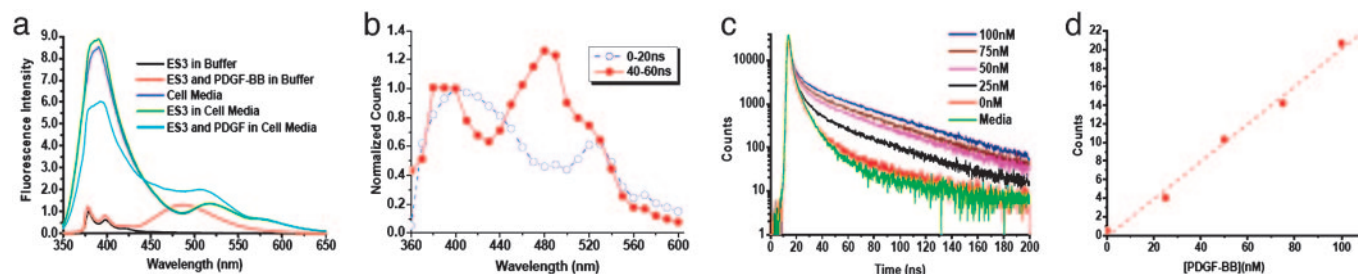 a
Fluorescence Intensity
9.0
8.0
7.0
6.0
5.0
4.0
3.0
2.0
1.0
0.0
ES3 in Buffer
ES3 and PDGF-BB in Buffer
Cell Media
ES3 in Cell Media
ES3 and PDGF in Cell Media
350 400 450 500 550 600 650
Wavelength (nm)
b
Normalized Counts
1.4
1.2
1.0
0.8
0.6
0.4
0.2
0.0
0-20ns
40-60ns
360 400 440 480 520 560 600
Wavelength (nm)
c
Counts
10000
1000
100
10
1
100nM
75nM
50nM
25nM
0nM
Media
0 20 40 60 80 100 120 140 160 180 200
Time (ns)
d
Counts
22
20
18
16
14
12
10
8
6
4
2
0
0 25 50 75 100
[PDGF-BB](nM)